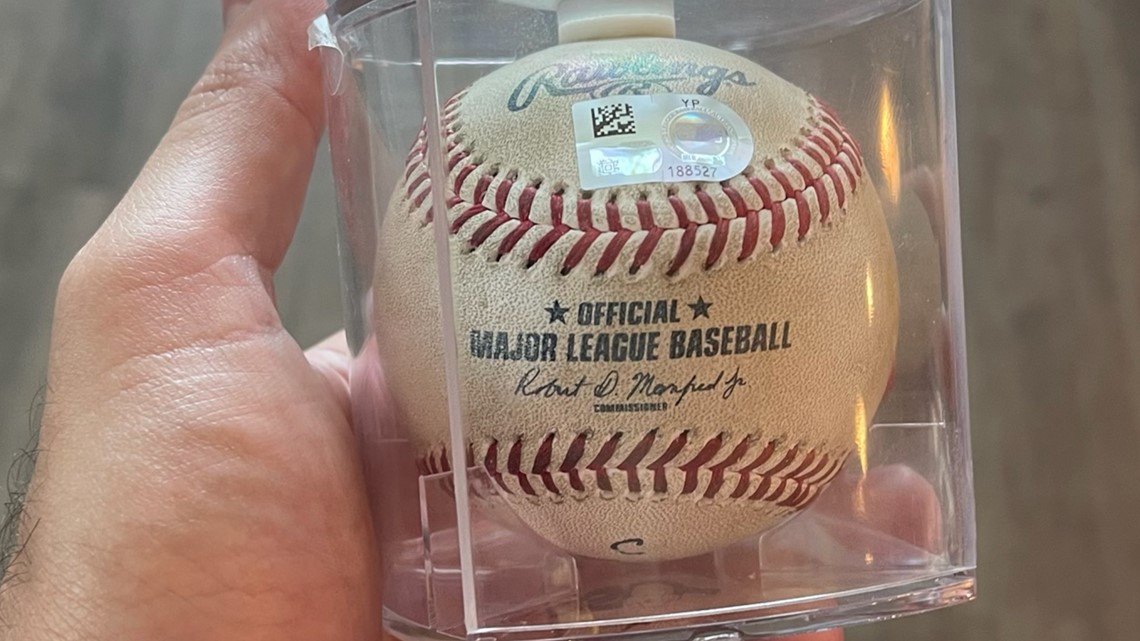 Rawlings
YP
188527
★ OFFICIAL ★
MAJOR LEAGUE BASEBALL
Robert D. Manfred Jr
COMMISSIONER
C